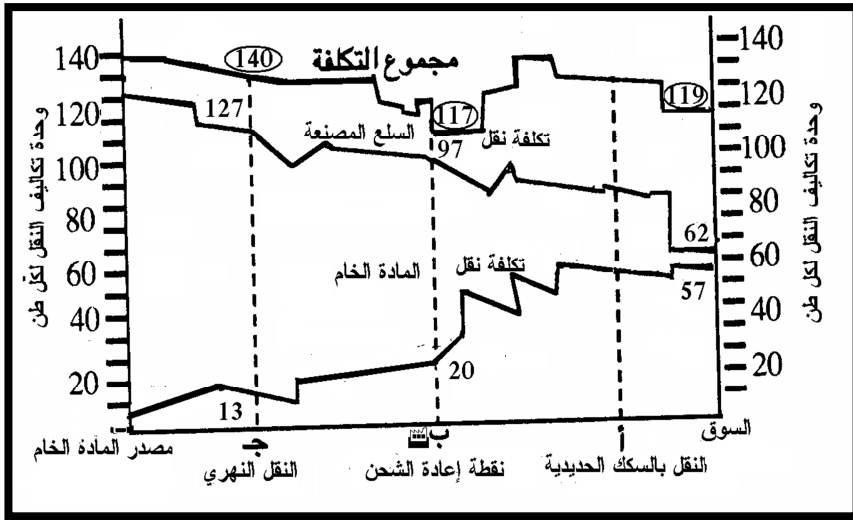 140
120
100
80
60
40
20
وحدة تكاليف النقل لكل طن
140
120
100
80
60
40
20
وحدة تكاليف النقل لكل طن
مجموع التكلفة
140
117
119
تكلفة نقل السلع المصنعة
127
97
62
تكلفة نقل المادة الخام
13
20
57
مصدر المادة الخام
جـ
النقل النهري
ب
نقطة إعادة الشحن
أ
النقل بالسكك الحديدية
السوق